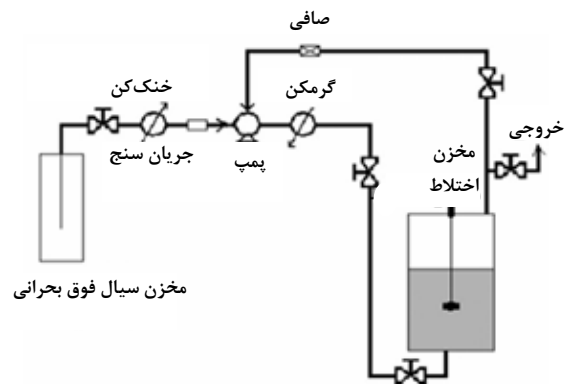 صافی
خنک‌کن
گرمکن
خروجی
جریان سنج
پمپ
مخزن
اختلاط
مخزن سیال فوق بحرانی